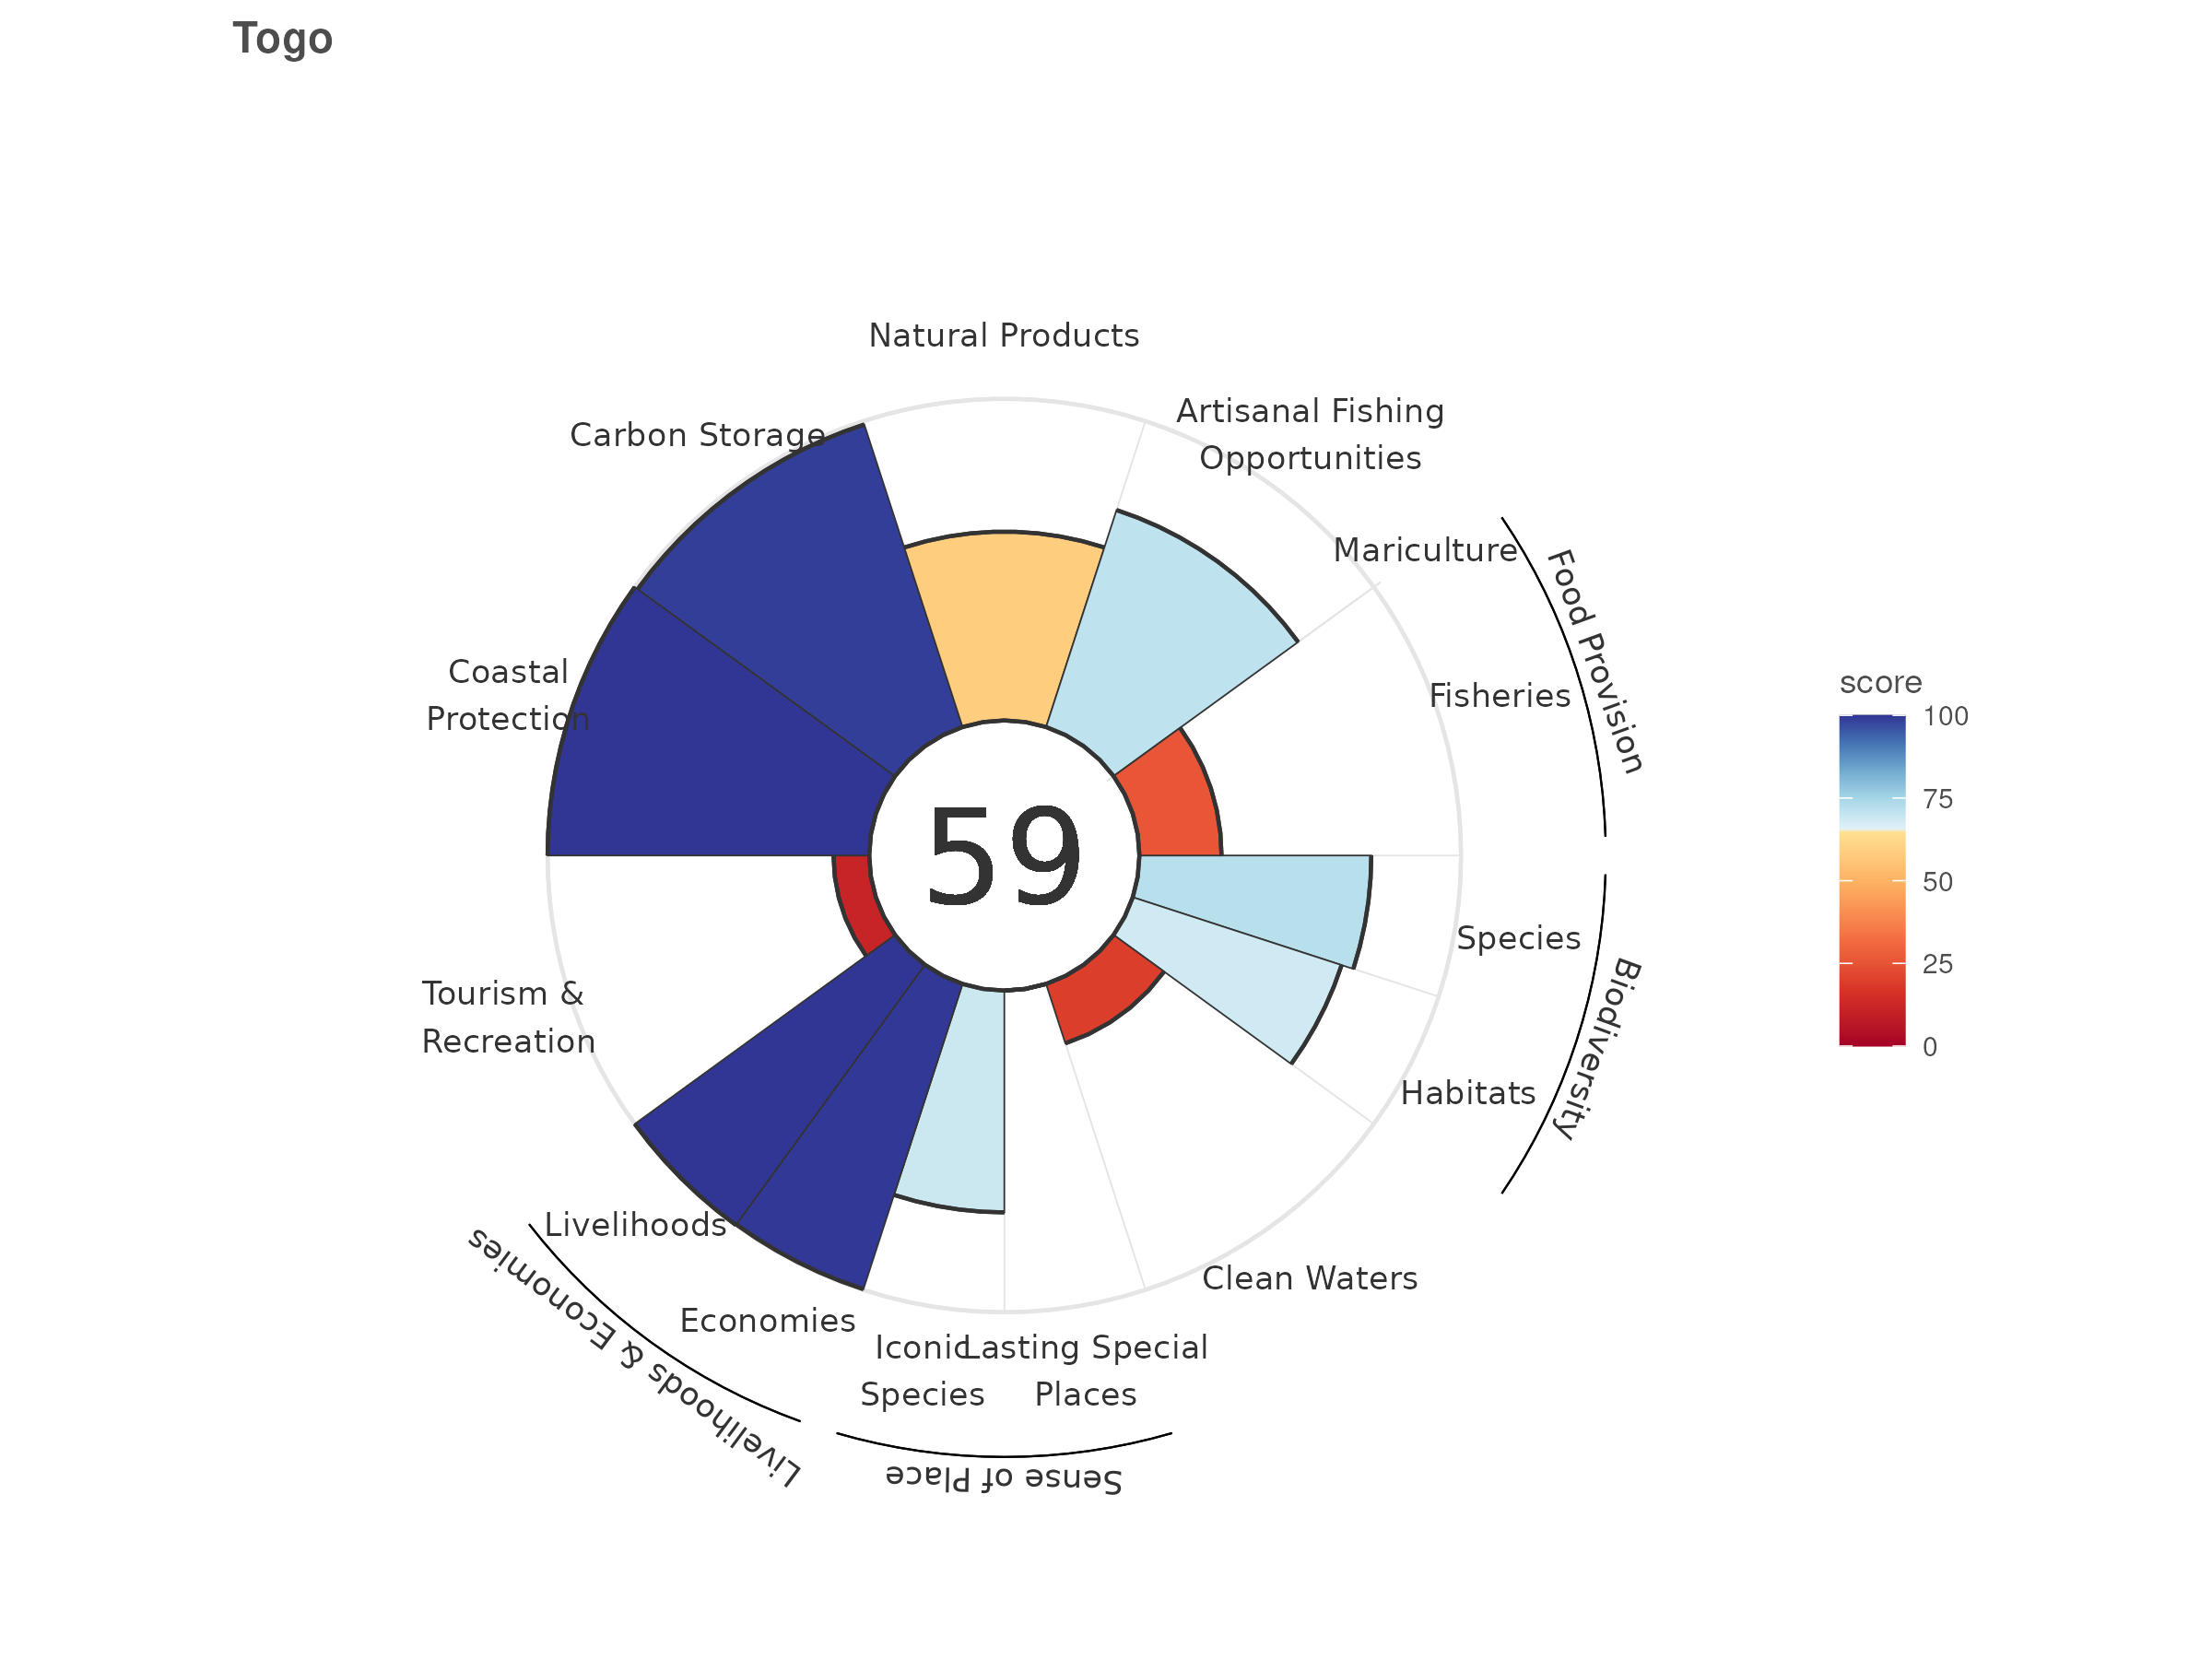 Togo
Natural Products
Artisanal Fishing
Opportunities
Carbon Storage
Mariculture
Food Provision
Fisheries
Coastal
Protection
score
100
75
50
25
0
59
Species
Biodiversity
Habitats
Tourism &
Recreation
Livelihoods
Clean Waters
Economies
Livelihoods & Economies
Iconic
Species
Lasting Special
Places
Sense of Place